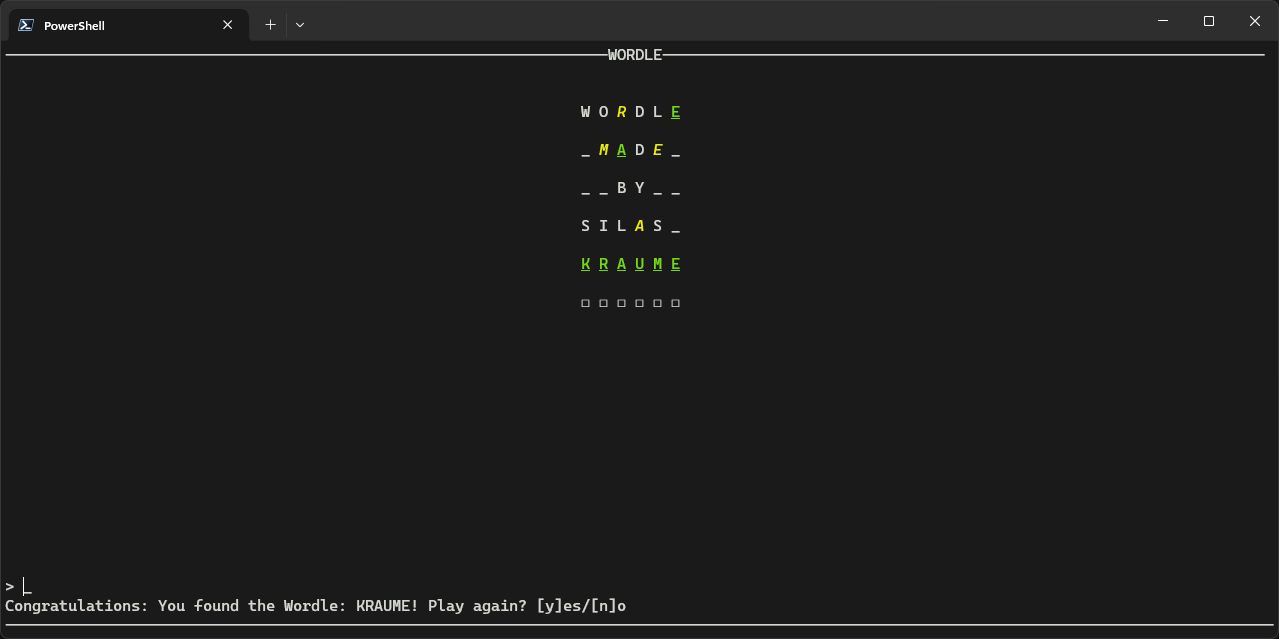 PowerShell
WORDLE
W O R D L E
_ M A D E _
_ _ B Y _ _
S I L A S _
K R A U M E
□ □ □ □ □ □
> _
Congratulations: You found the Wordle: KRAUME! Play again? [y]es/[n]o